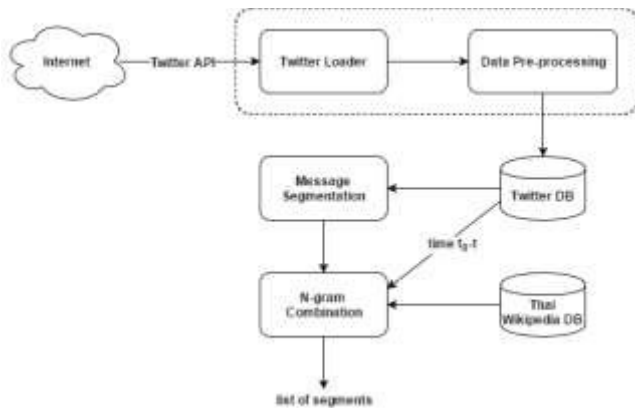 Internet
Twitter API
Twitter Loader
Data Pre-processing
Message
Segmentation
Twitter DB
time t₀-t
N-gram
Combination
Thai
Wikipedia DB
list of segments